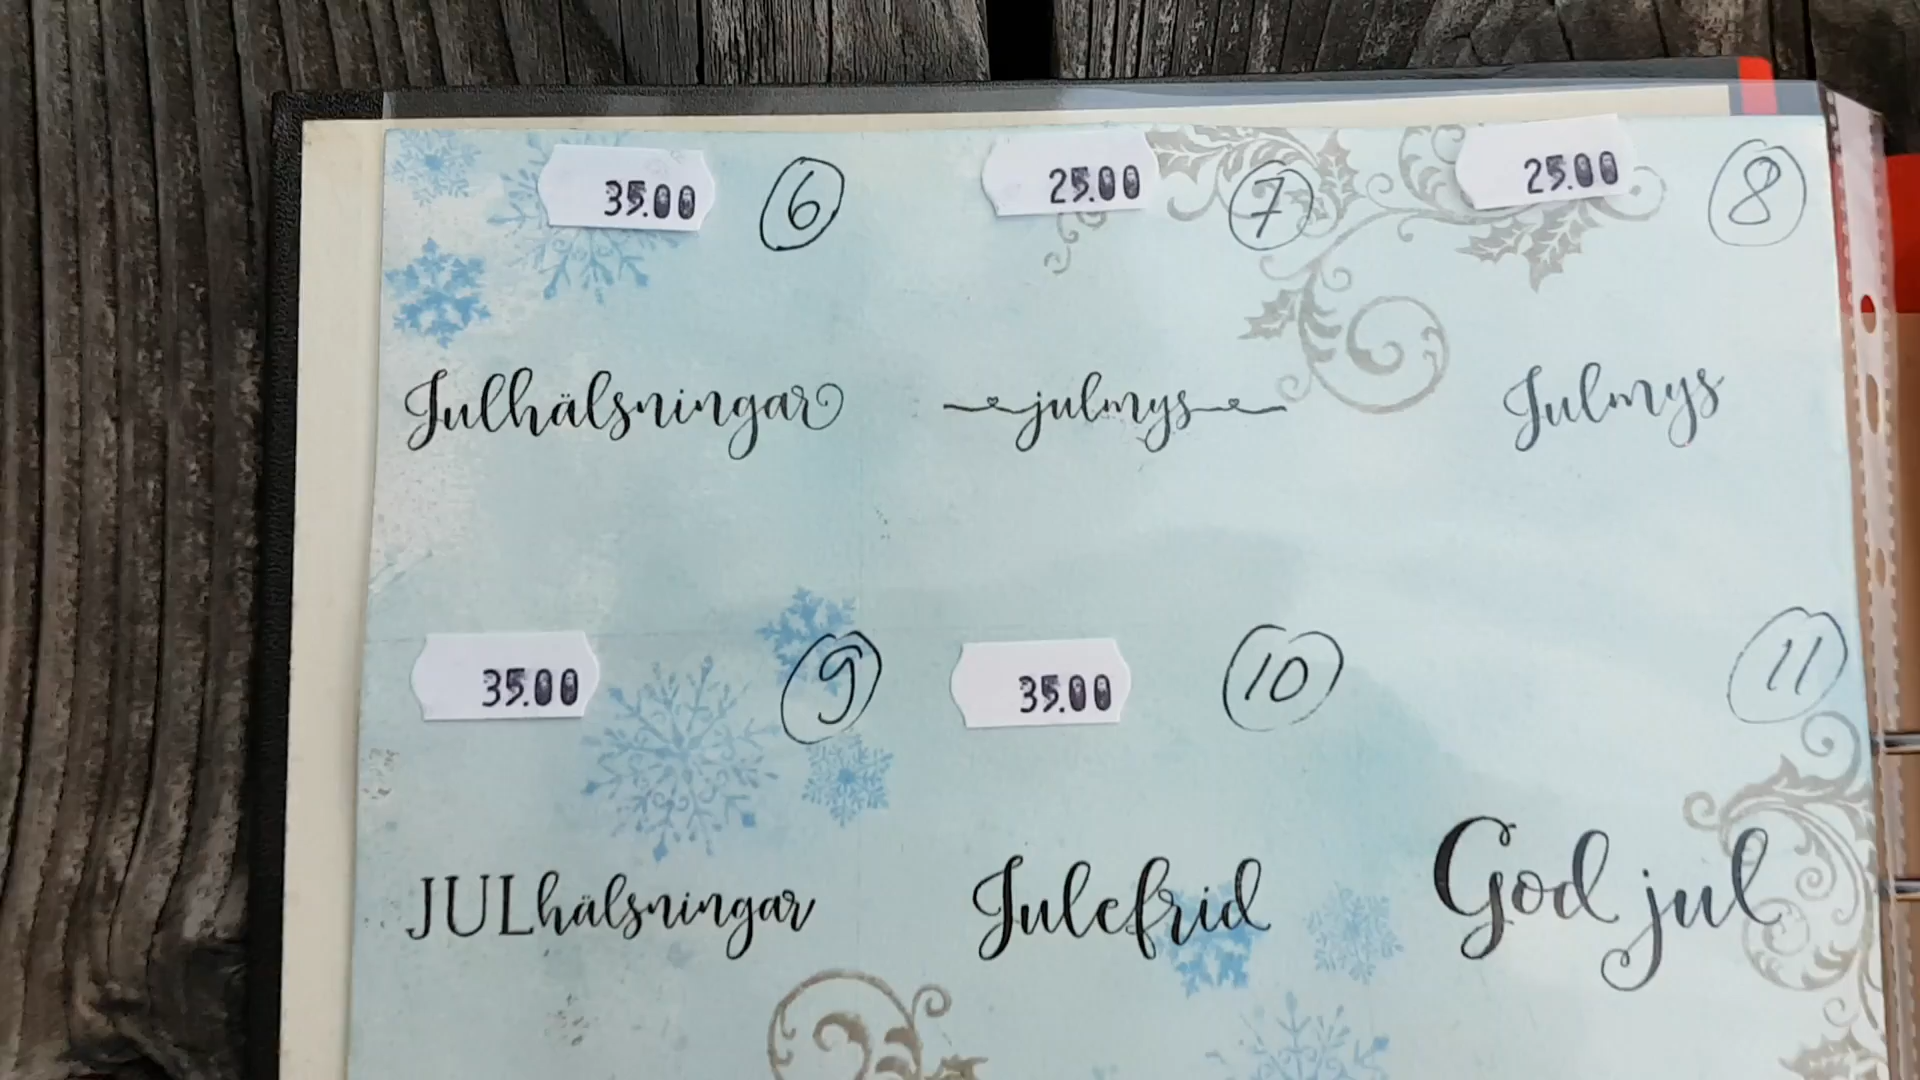 35.00 6
25.00 7
25.00 8
Julhälsningar
julmys
Julmys
35.00 9
35.00 10
11
JULhälsningar
Julefrid
God jul